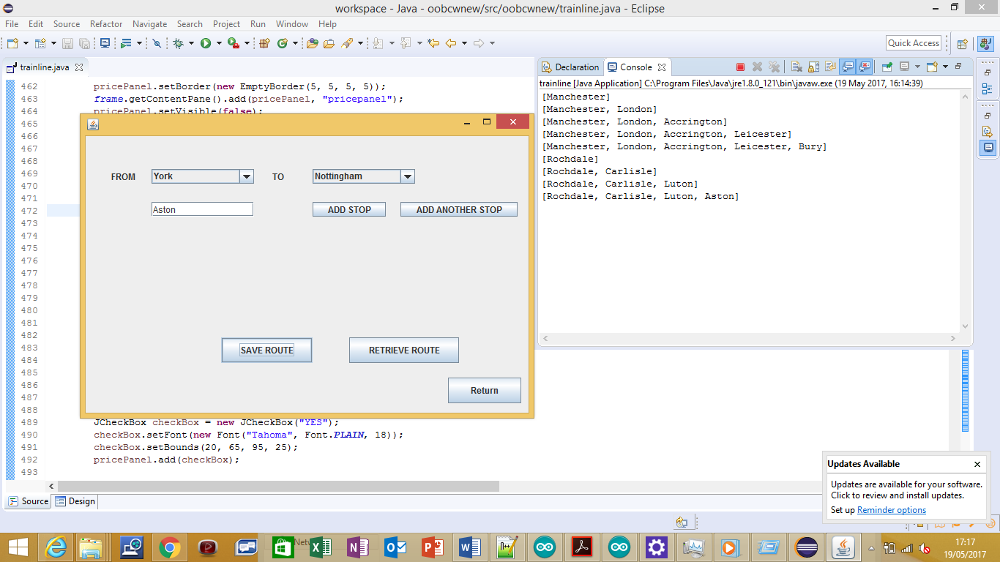 workspace - Java - oobcwnew/src/oobcwnew/trainline.java - Eclipse
File Edit Source Refactor Navigate Search Project Run Window Help
Quick Access
trainline.java
462 pricePanel.setBorder(new EmptyBorder(5, 5, 5, 5));
463 frame.getContentPane().add(pricePanel, "pricepanel");
464 pricePanel.setVisible(false);
465
466
467
468
469
470
471
472
473
474
475
476
477
478
479
480
481
482
483
484
485
486
487
488
489 JCheckBox checkBox = new JCheckBox("YES");
490 checkBox.setFont(new Font("Tahoma", Font.PLAIN, 18));
491 checkBox.setBounds(20, 65, 95, 25);
492 pricePanel.add(checkBox);
493
FROM York TO Nottingham
Aston ADD STOP ADD ANOTHER STOP
SAVE ROUTE RETRIEVE ROUTE
Return
Declaration Console
trainline [Java Application] C:\Program Files\Java\jre1.8.0_121\bin\javaw.exe (19 May 2017, 16:14:39)
[Manchester]
[Manchester, London]
[Manchester, London, Accrington]
[Manchester, London, Accrington, Leicester]
[Manchester, London, Accrington, Leicester, Bury]
[Rochdale]
[Rochdale, Carlisle]
[Rochdale, Carlisle, Luton]
[Rochdale, Carlisle, Luton, Aston]
Source Design
Updates Available
Updates are available for your software.
Click to review and install updates.
Set up Reminder options
17:17
19/05/2017